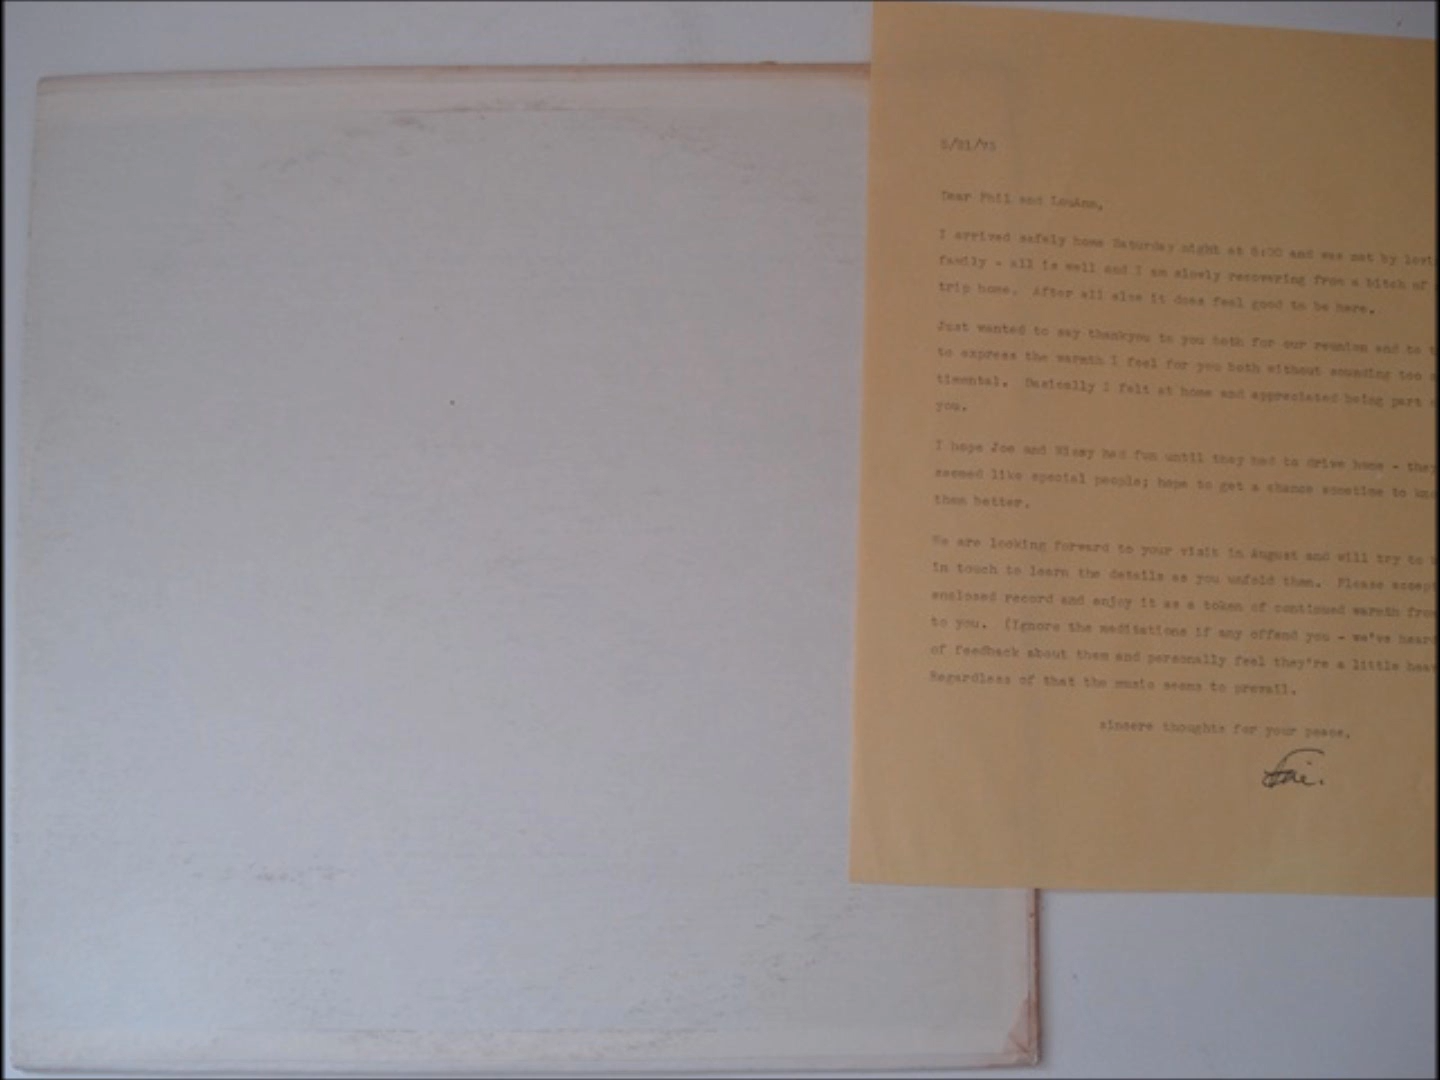 5/21/73
Dear Phil and LouAnn,
I arrived safely home Saturday night at 8:00 and was met by
family - all is well and I am slowly recovering from a bitch of
trip home. After all else it does feel good to be here.
Just wanted to say thankyou to you both for our reunion and to
to express the warmth I feel for you both without sounding too
timental. Basically I felt at home and appreciated being part
you.
I hope Joe and had fun until they had to drive home -
seemed like special people; hope to get a chance sometime to
them better.
We are looking forward to your visit in August and will try to
in touch to learn the details as you unfold them. Please
enclosed record and enjoy it as a token of continued warmth
to you. (Ignore the meditations if any offend you - we've
of feedback about them and personally feel they're a little
Regardless of that the music seems to prevail.
sincere thoughts for your peace,